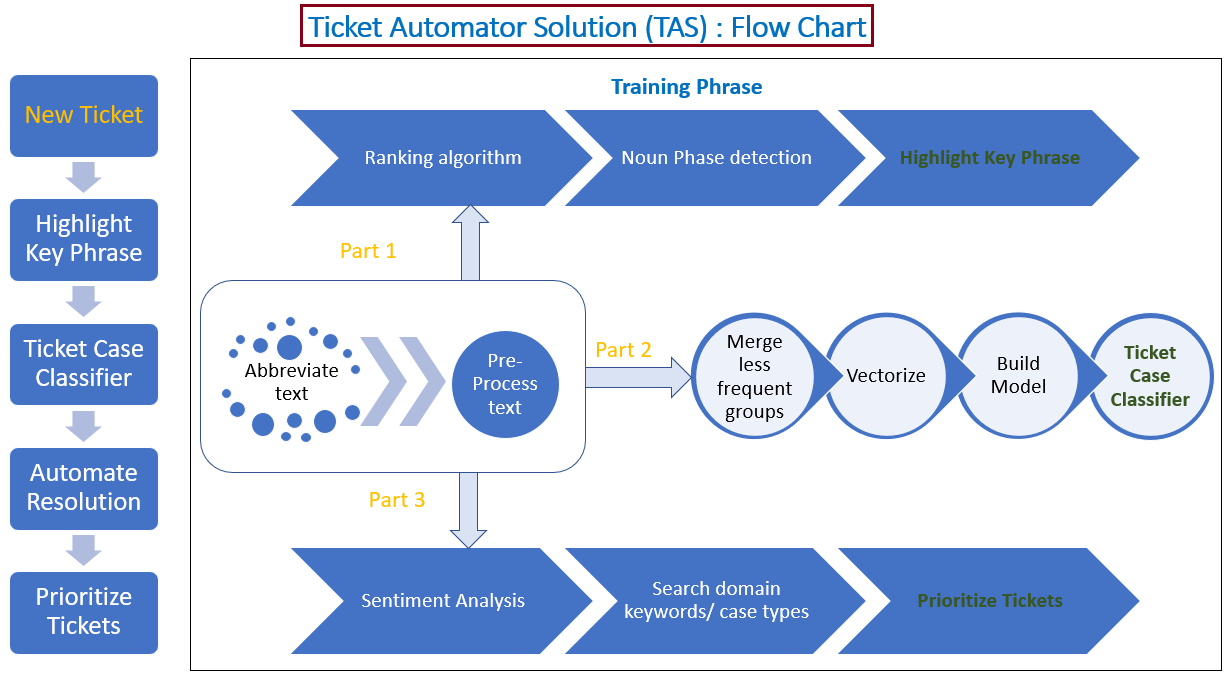 Ticket Automator Solution (TAS) : Flow Chart
New Ticket
Highlight
Key Phrase
Ticket Case
Classifier
Automate
Resolution
Prioritize
Tickets
Training Phrase
Ranking algorithm
Noun Phase detection
Highlight Key Phrase
Part 1
Abbreviate
text
Pre-
Process
text
Part 2
Merge
less
frequent
groups
Vectorize
Build
Model
Ticket
Case
Classifier
Part 3
Sentiment Analysis
Search domain
keywords/ case types
Prioritize Tickets